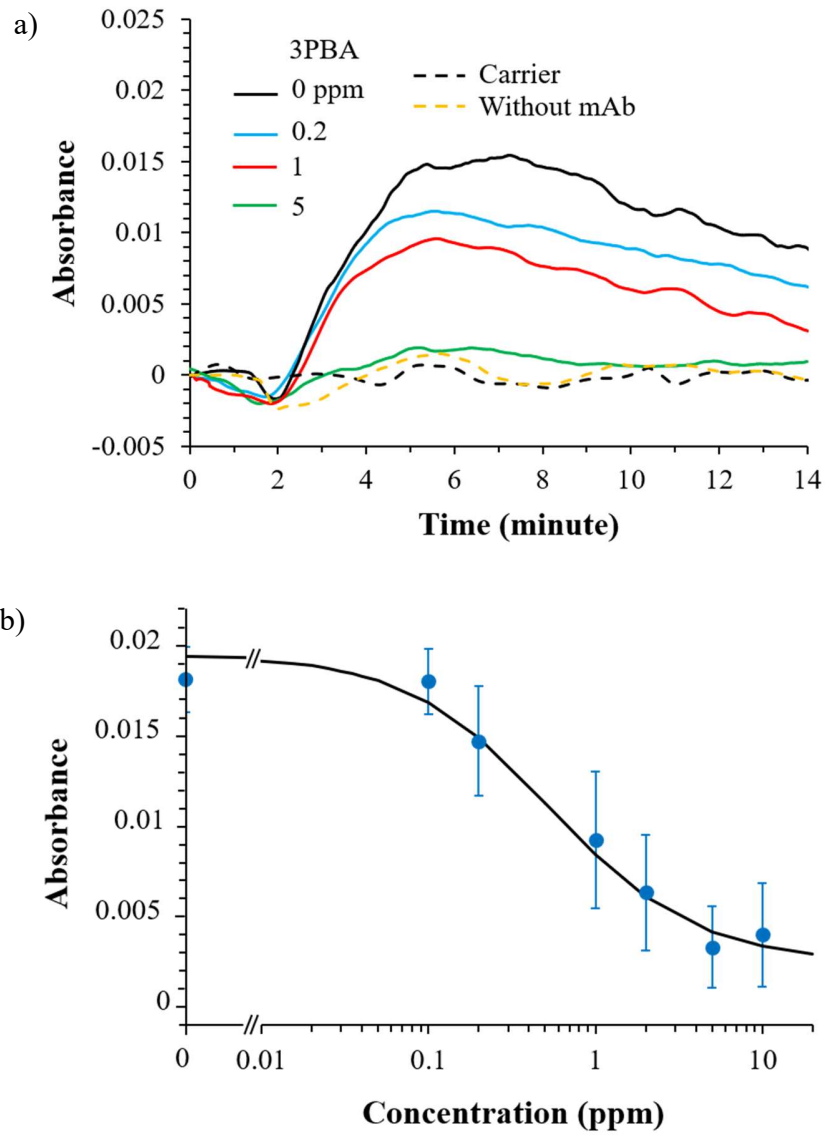 a)
0.025
0.02
0.015
0.01
0.005
0
-0.005
Absorbance
3PBA
0 ppm
0.2
1
5
Carrier
Without mAb
0 2 4 6 8 10 12 14
Time (minute)
b)
0.02
0.015
0.01
0.005
0
Absorbance
//
//
0 0.01 0.1 1 10
Concentration (ppm)